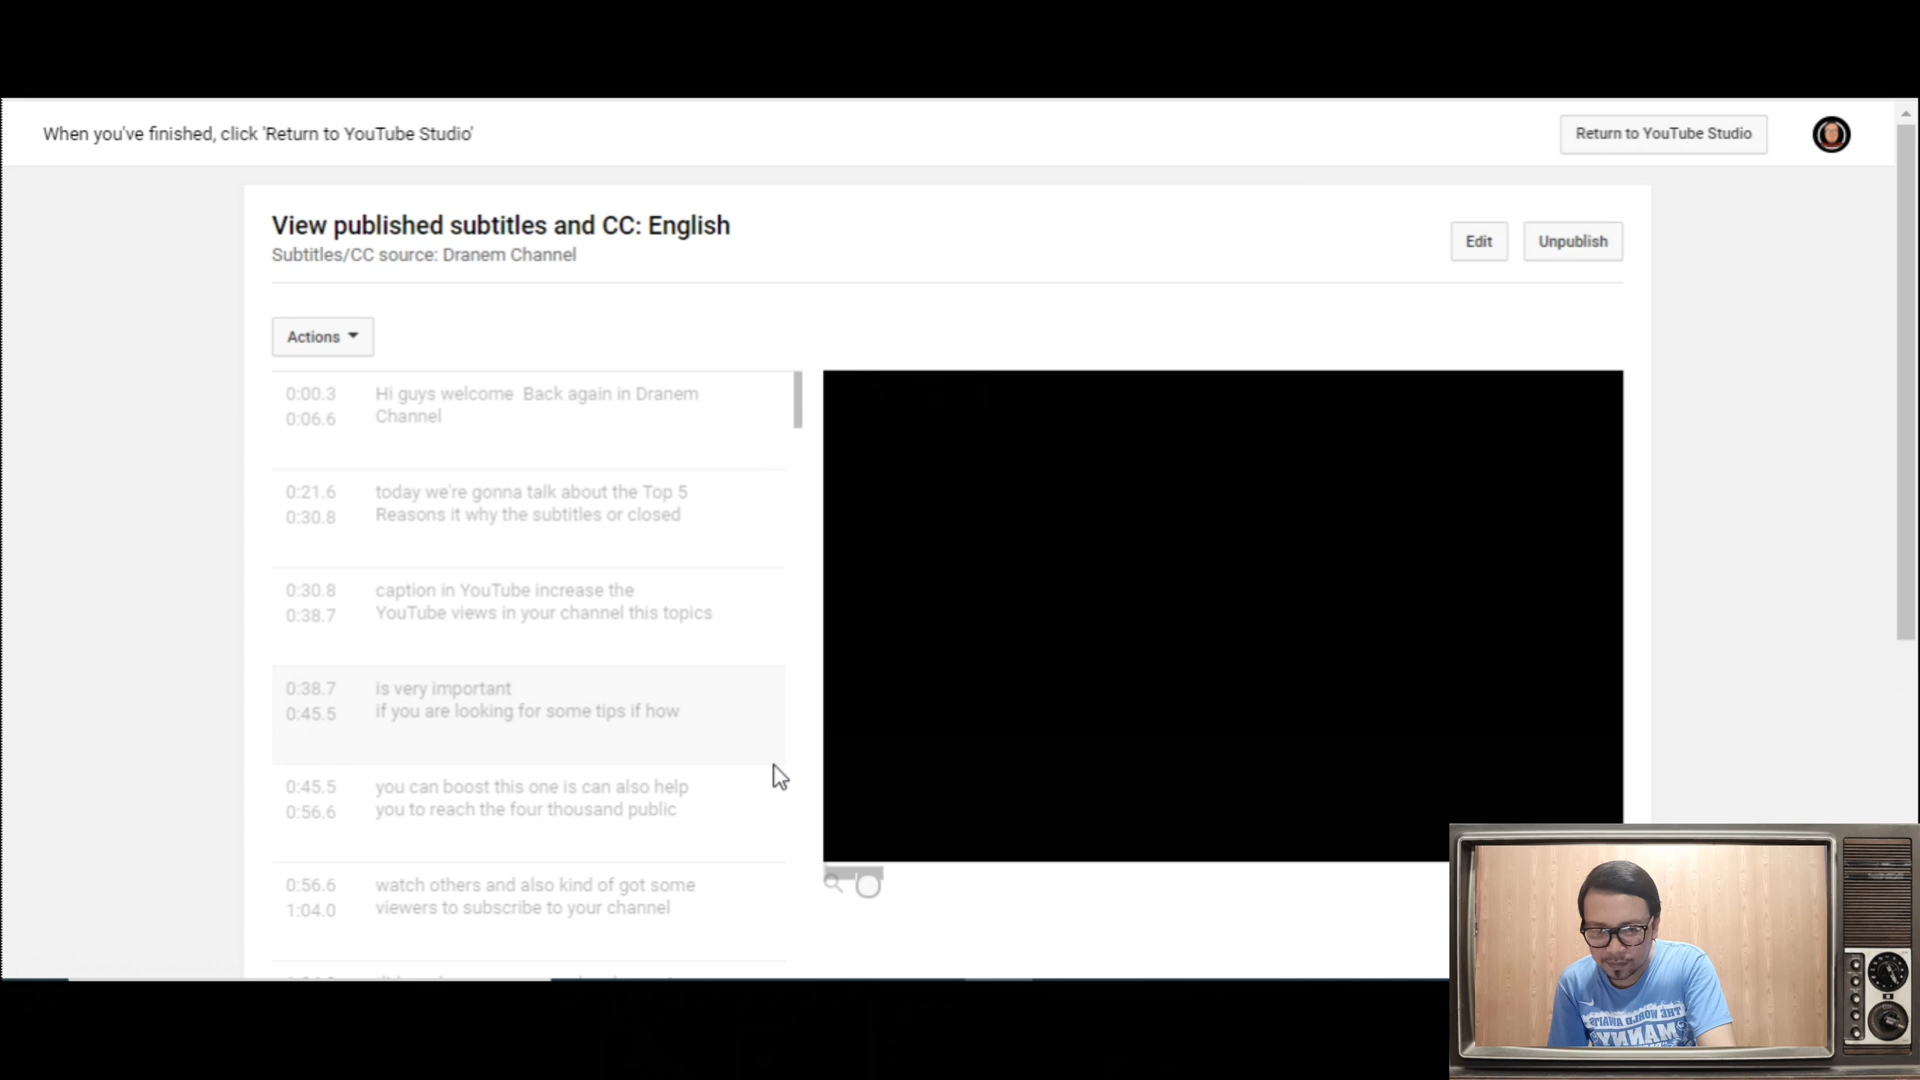 When you've finished, click 'Return to YouTube Studio'
Return to YouTube Studio
View published subtitles and CC: English
Subtitles/CC source: Dranem Channel
Edit
Unpublish
Actions
0:00.3 Hi guys welcome  Back again in Dranem
0:06.6 Channel
0:21.6 today we're gonna talk about the Top 5
0:30.8 Reasons it why the subtitles or closed
0:30.8 caption in YouTube increase the
0:38.7 YouTube views in your channel this topics
0:38.7 is very important
0:45.5 if you are looking for some tips if how
0:45.5 you can boost this one is can also help
0:56.6 you to reach the four thousand public
0:56.6 watch others and also kind of got some
1:04.0 viewers to subscribe to your channel
THE WORLD AWAITS
MANNY